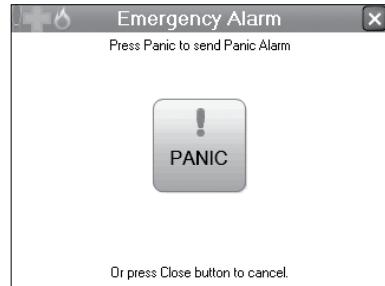 Emergency Alarm
Press Panic to send Panic Alarm
PANIC
Or press Close button to cancel.